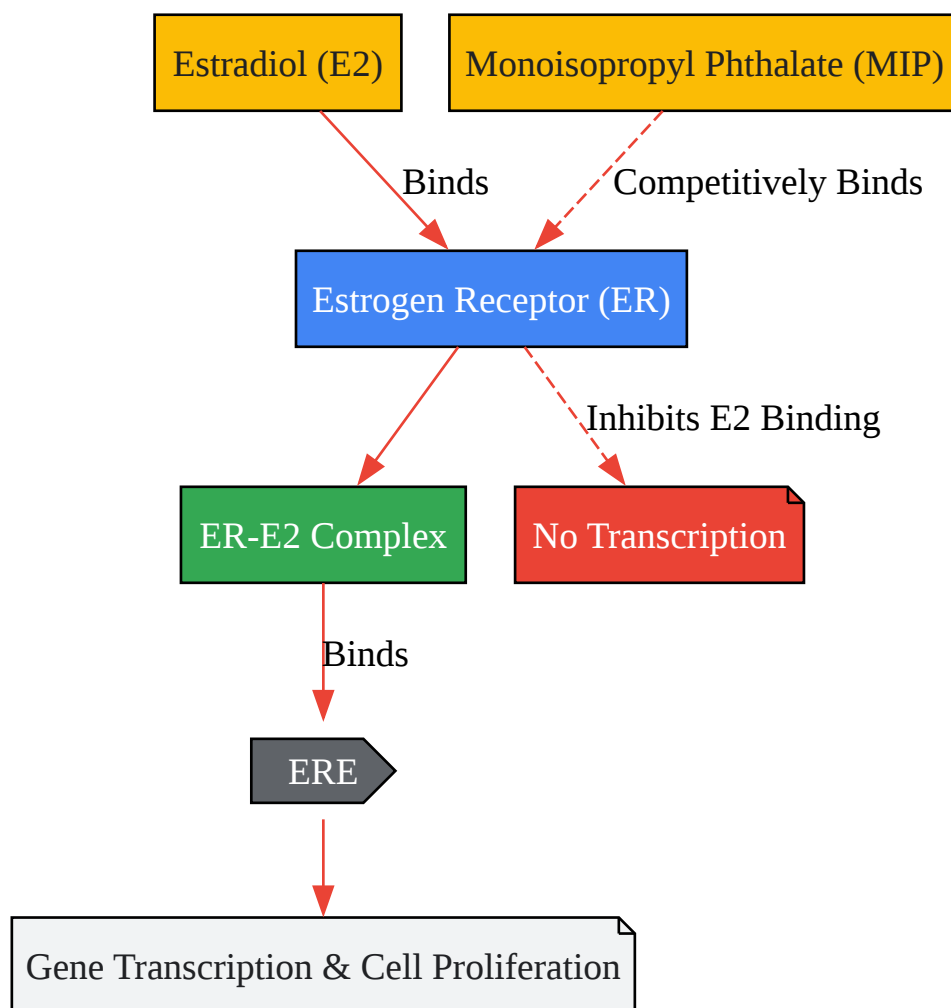 Estradiol (E2)
Monoisopropyl Phthalate (MIP)
Binds
Competitively Binds
Estrogen Receptor (ER)
Inhibits E2 Binding
ER-E2 Complex
No Transcription
Binds
ERE
Gene Transcription & Cell Proliferation